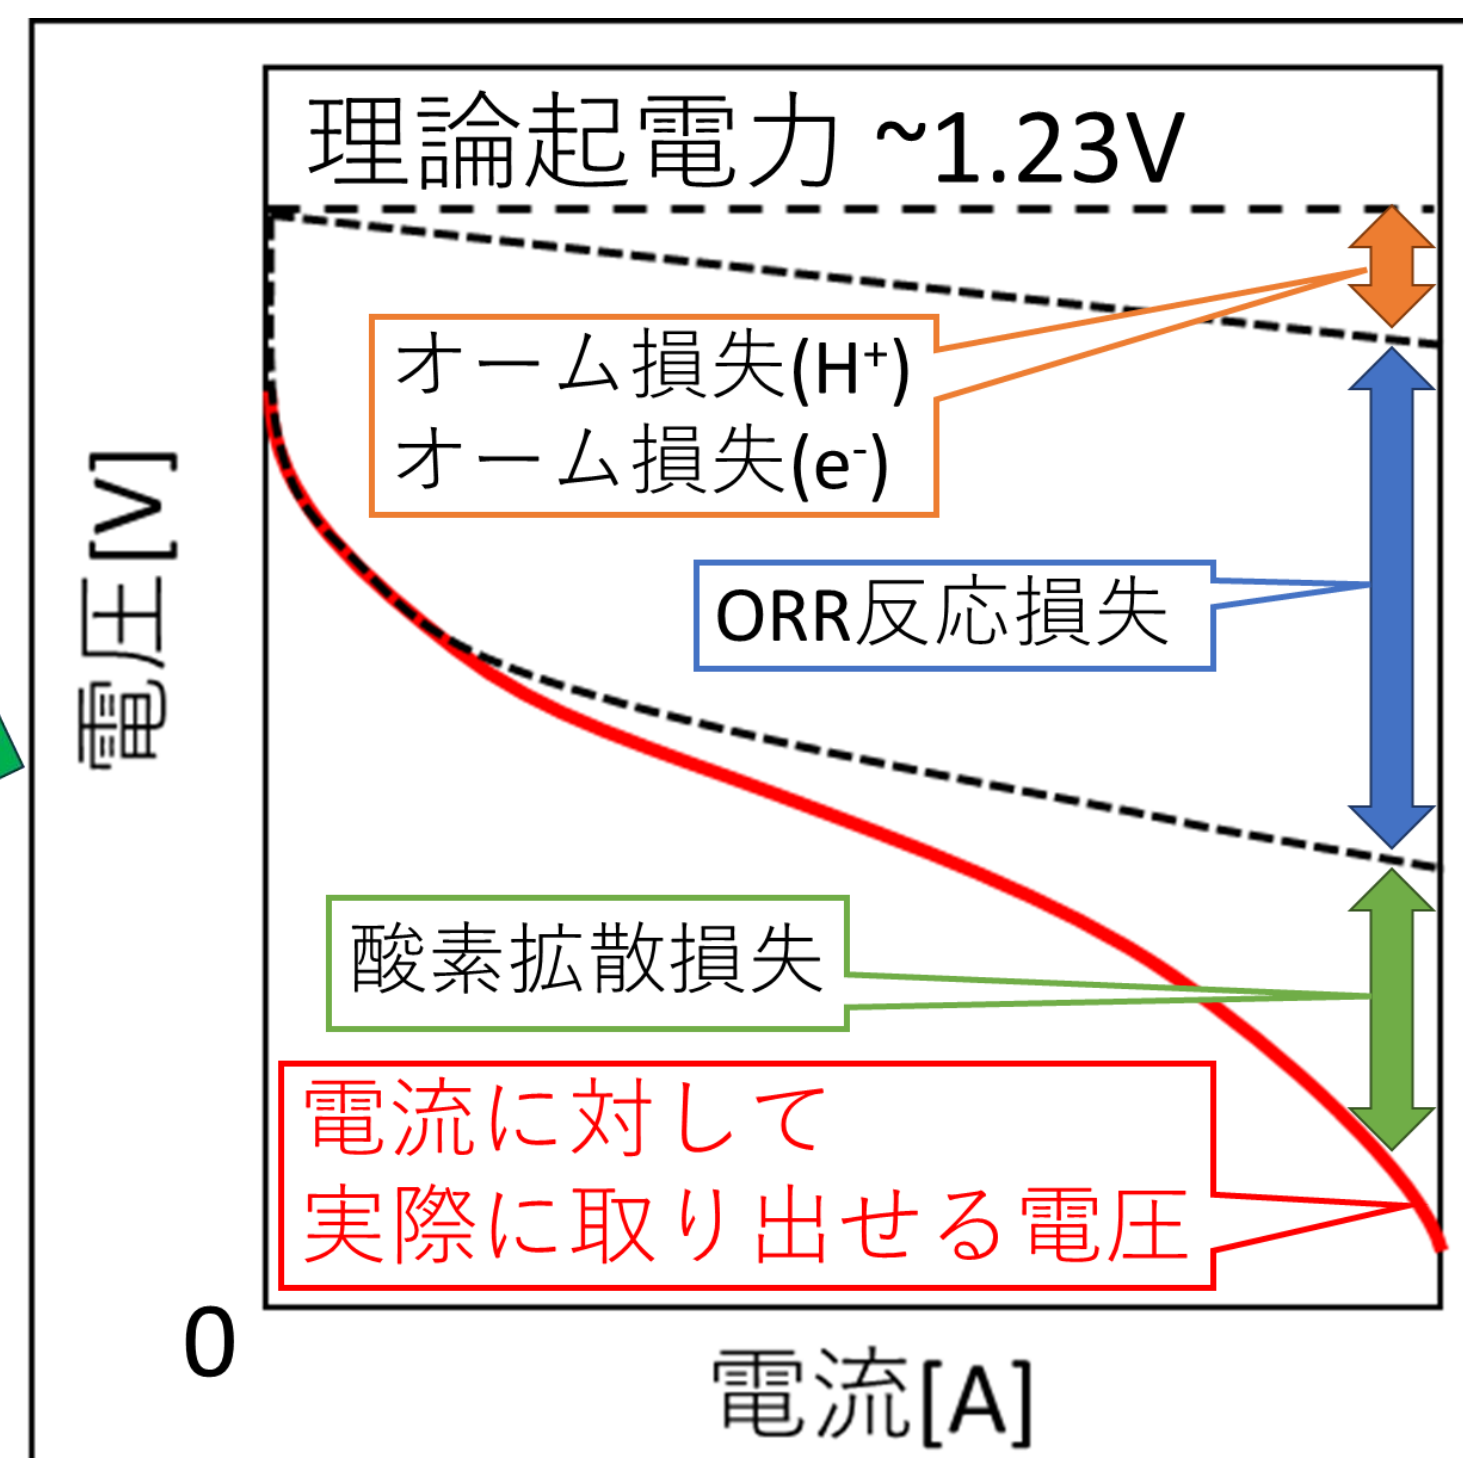 理論起電力 ~1.23V
オーム損失(H⁺)
オーム損失(e⁻)
ORR反応損失
酸素拡散損失
電流に対して
実際に取り出せる電圧
電圧[V]
0
電流[A]